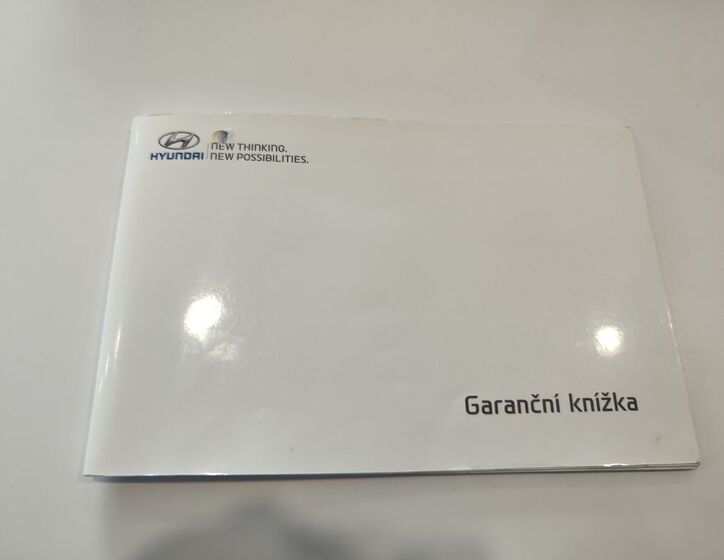 HYUNDAI
NEW THINKING.
NEW POSSIBILITIES.
Garanční knížka